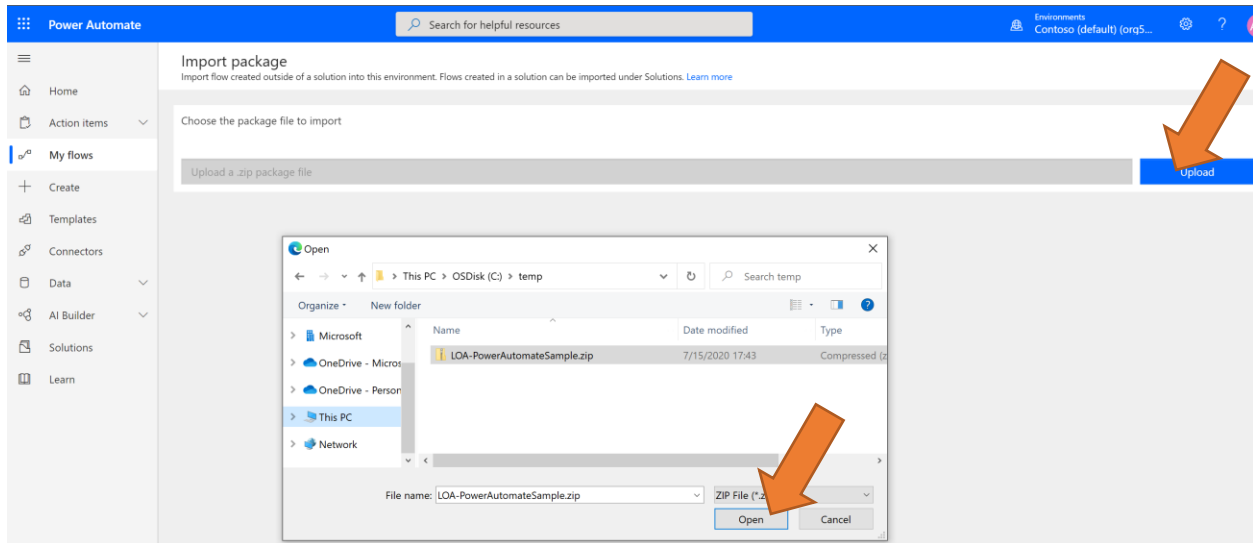 Power Automate
Search for helpful resources
Environments
Contoso (default) (org5...
?
Import package
Import flow created outside of a solution into this environment. Flows created in a solution can be imported under Solutions. Learn more
Home
Action items
My flows
Create
Templates
Connectors
Data
AI Builder
Solutions
Learn
Choose the package file to import
Upload a .zip package file
Upload
Open
This PC > OSDisk (C:) > temp
Search temp
Organize
New folder
?
Name
Date modified
Type
Microsoft
OneDrive - Micros
OneDrive - Person
This PC
Network
LOA-PowerAutomateSample.zip
7/15/2020 17:43
Compressed (z
File name:
LOA-PowerAutomateSample.zip
ZIP File (*.z
Open
Cancel